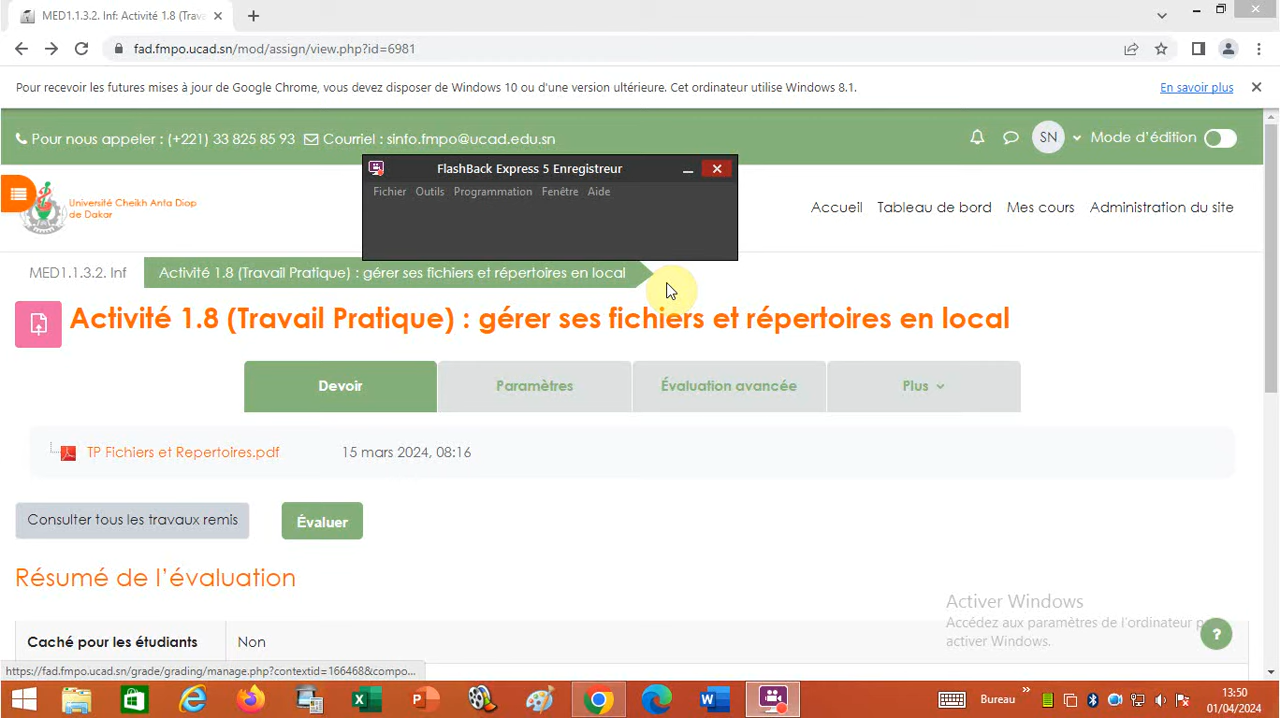 MED1.1.3.2. Inf: Activité 1.8 (Trava
fad.fmpo.ucad.sn/mod/assign/view.php?id=6981
Pour recevoir les futures mises à jour de Google Chrome, vous devez disposer de Windows 10 ou d'une version ultérieure. Cet ordinateur utilise Windows 8.1.
En savoir plus
Pour nous appeler : (+221) 33 825 85 93 Courriel : sinfo.fmpo@ucad.edu.sn
SN
Mode d'édition
FlashBack Express 5 Enregistreur
Fichier Outils Programmation Fenêtre Aide
Université Cheikh Anta Diop
de Dakar
Accueil Tableau de bord Mes cours Administration du site
MED1.1.3.2. Inf
Activité 1.8 (Travail Pratique) : gérer ses fichiers et répertoires en local
Activité 1.8 (Travail Pratique) : gérer ses fichiers et répertoires en local
Devoir Paramètres Évaluation avancée Plus
TP Fichiers et Repertoires.pdf 15 mars 2024, 08:16
Consulter tous les travaux remis Évaluer
Résumé de l'évaluation
Activer Windows
Accédez aux paramètres de l'ordinateur p
activer Windows.
?
Caché pour les étudiants Non
https://fad.fmpo.ucad.sn/grade/grading/manage.php?contextid=166468&compo...
Bureau
13:50
01/04/2024